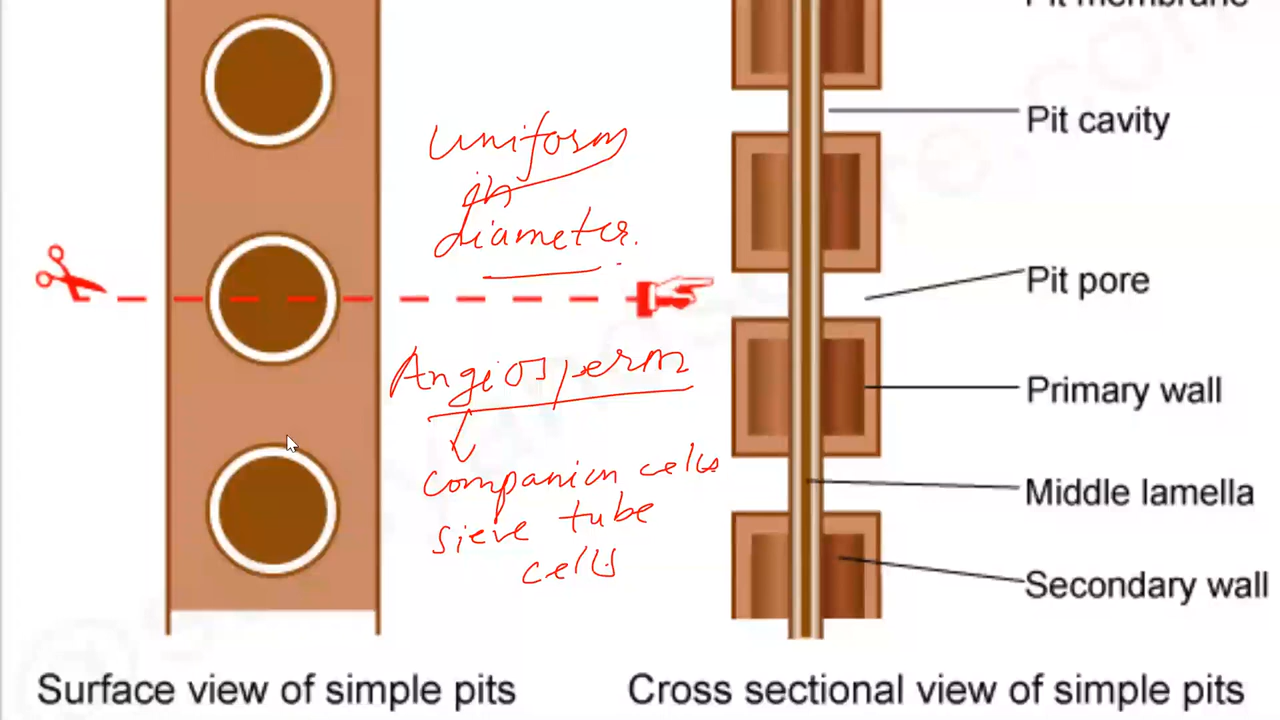 Pit membrane
Pit cavity
Uniform
in
diameter.
Pit pore
Angiosperm
Primary wall
companion cells
sieve tube
cells
Middle lamella
Secondary wall
Surface view of simple pits
Cross sectional view of simple pits